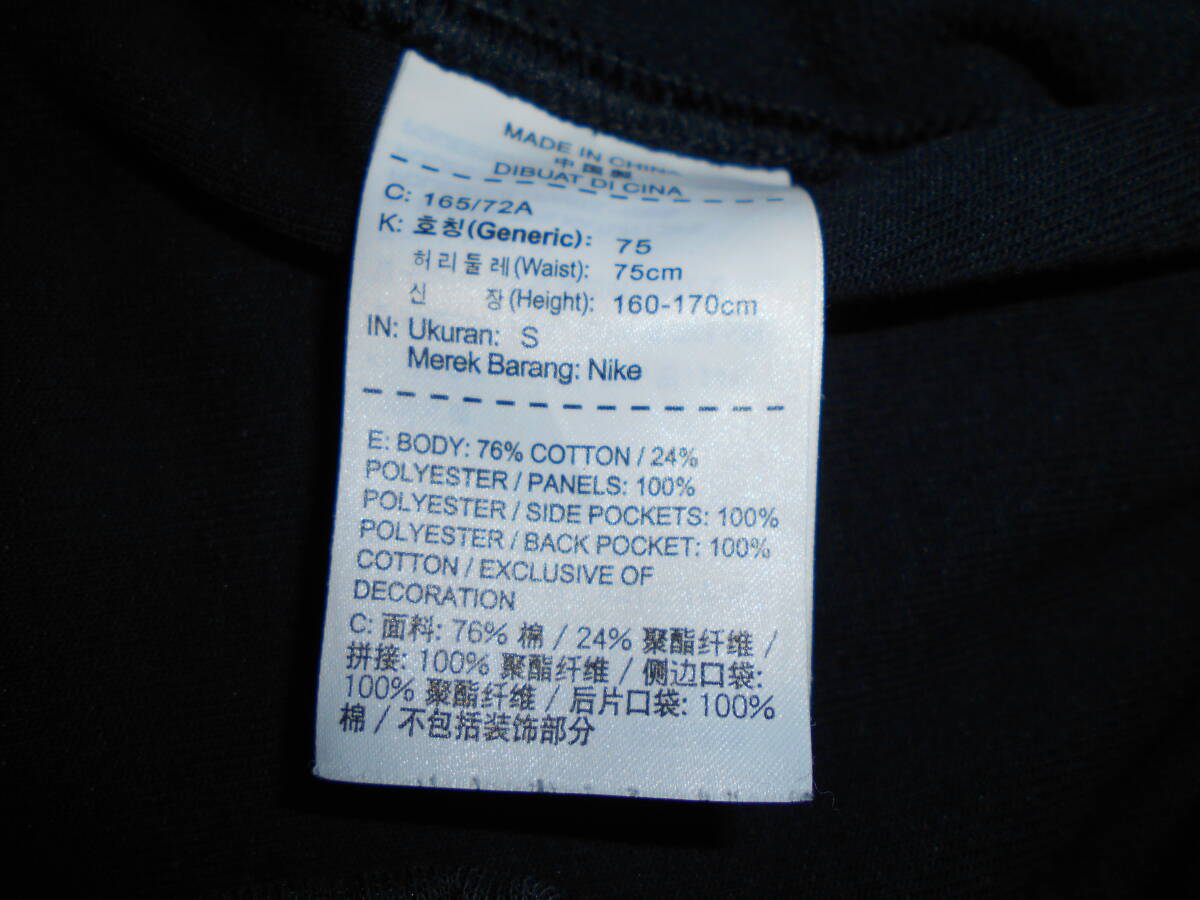 MADE IN CHINA
中国製
DIBUAT DI CINA
C: 165/72A
K: 호칭(Generic): 75
허리둘레(Waist): 75cm
신 장(Height): 160-170cm
IN: Ukuran: S
Merek Barang: Nike
E: BODY: 76% COTTON / 24%
POLYESTER / PANELS: 100%
POLYESTER / SIDE POCKETS: 100%
POLYESTER / BACK POCKET: 100%
COTTON / EXCLUSIVE OF
DECORATION
C: 面料: 76% 棉 / 24% 聚酯纤维 /
拼接: 100% 聚酯纤维 / 侧边口袋:
100% 聚酯纤维 / 后片口袋: 100%
棉 / 不包括装饰部分